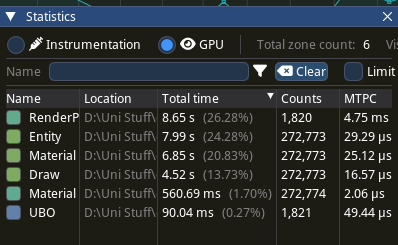 Statistics
Instrumentation GPU Total zone count: 6 Vis
Name Clear Limit
Name Location Total time Counts MTPC
RenderP D:\Uni Stuff\ 8.65 s (26.28%) 1,820 4.75 ms
Entity D:\Uni Stuff\ 7.99 s (24.28%) 272,773 29.29 µs
Material D:\Uni Stuff\ 6.85 s (20.83%) 272,773 25.12 µs
Draw D:\Uni Stuff\ 4.52 s (13.73%) 272,773 16.57 µs
Material D:\Uni Stuff\ 560.69 ms (1.70%) 272,774 2.06 µs
UBO D:\Uni Stuff\ 90.04 ms (0.27%) 1,821 49.44 µs